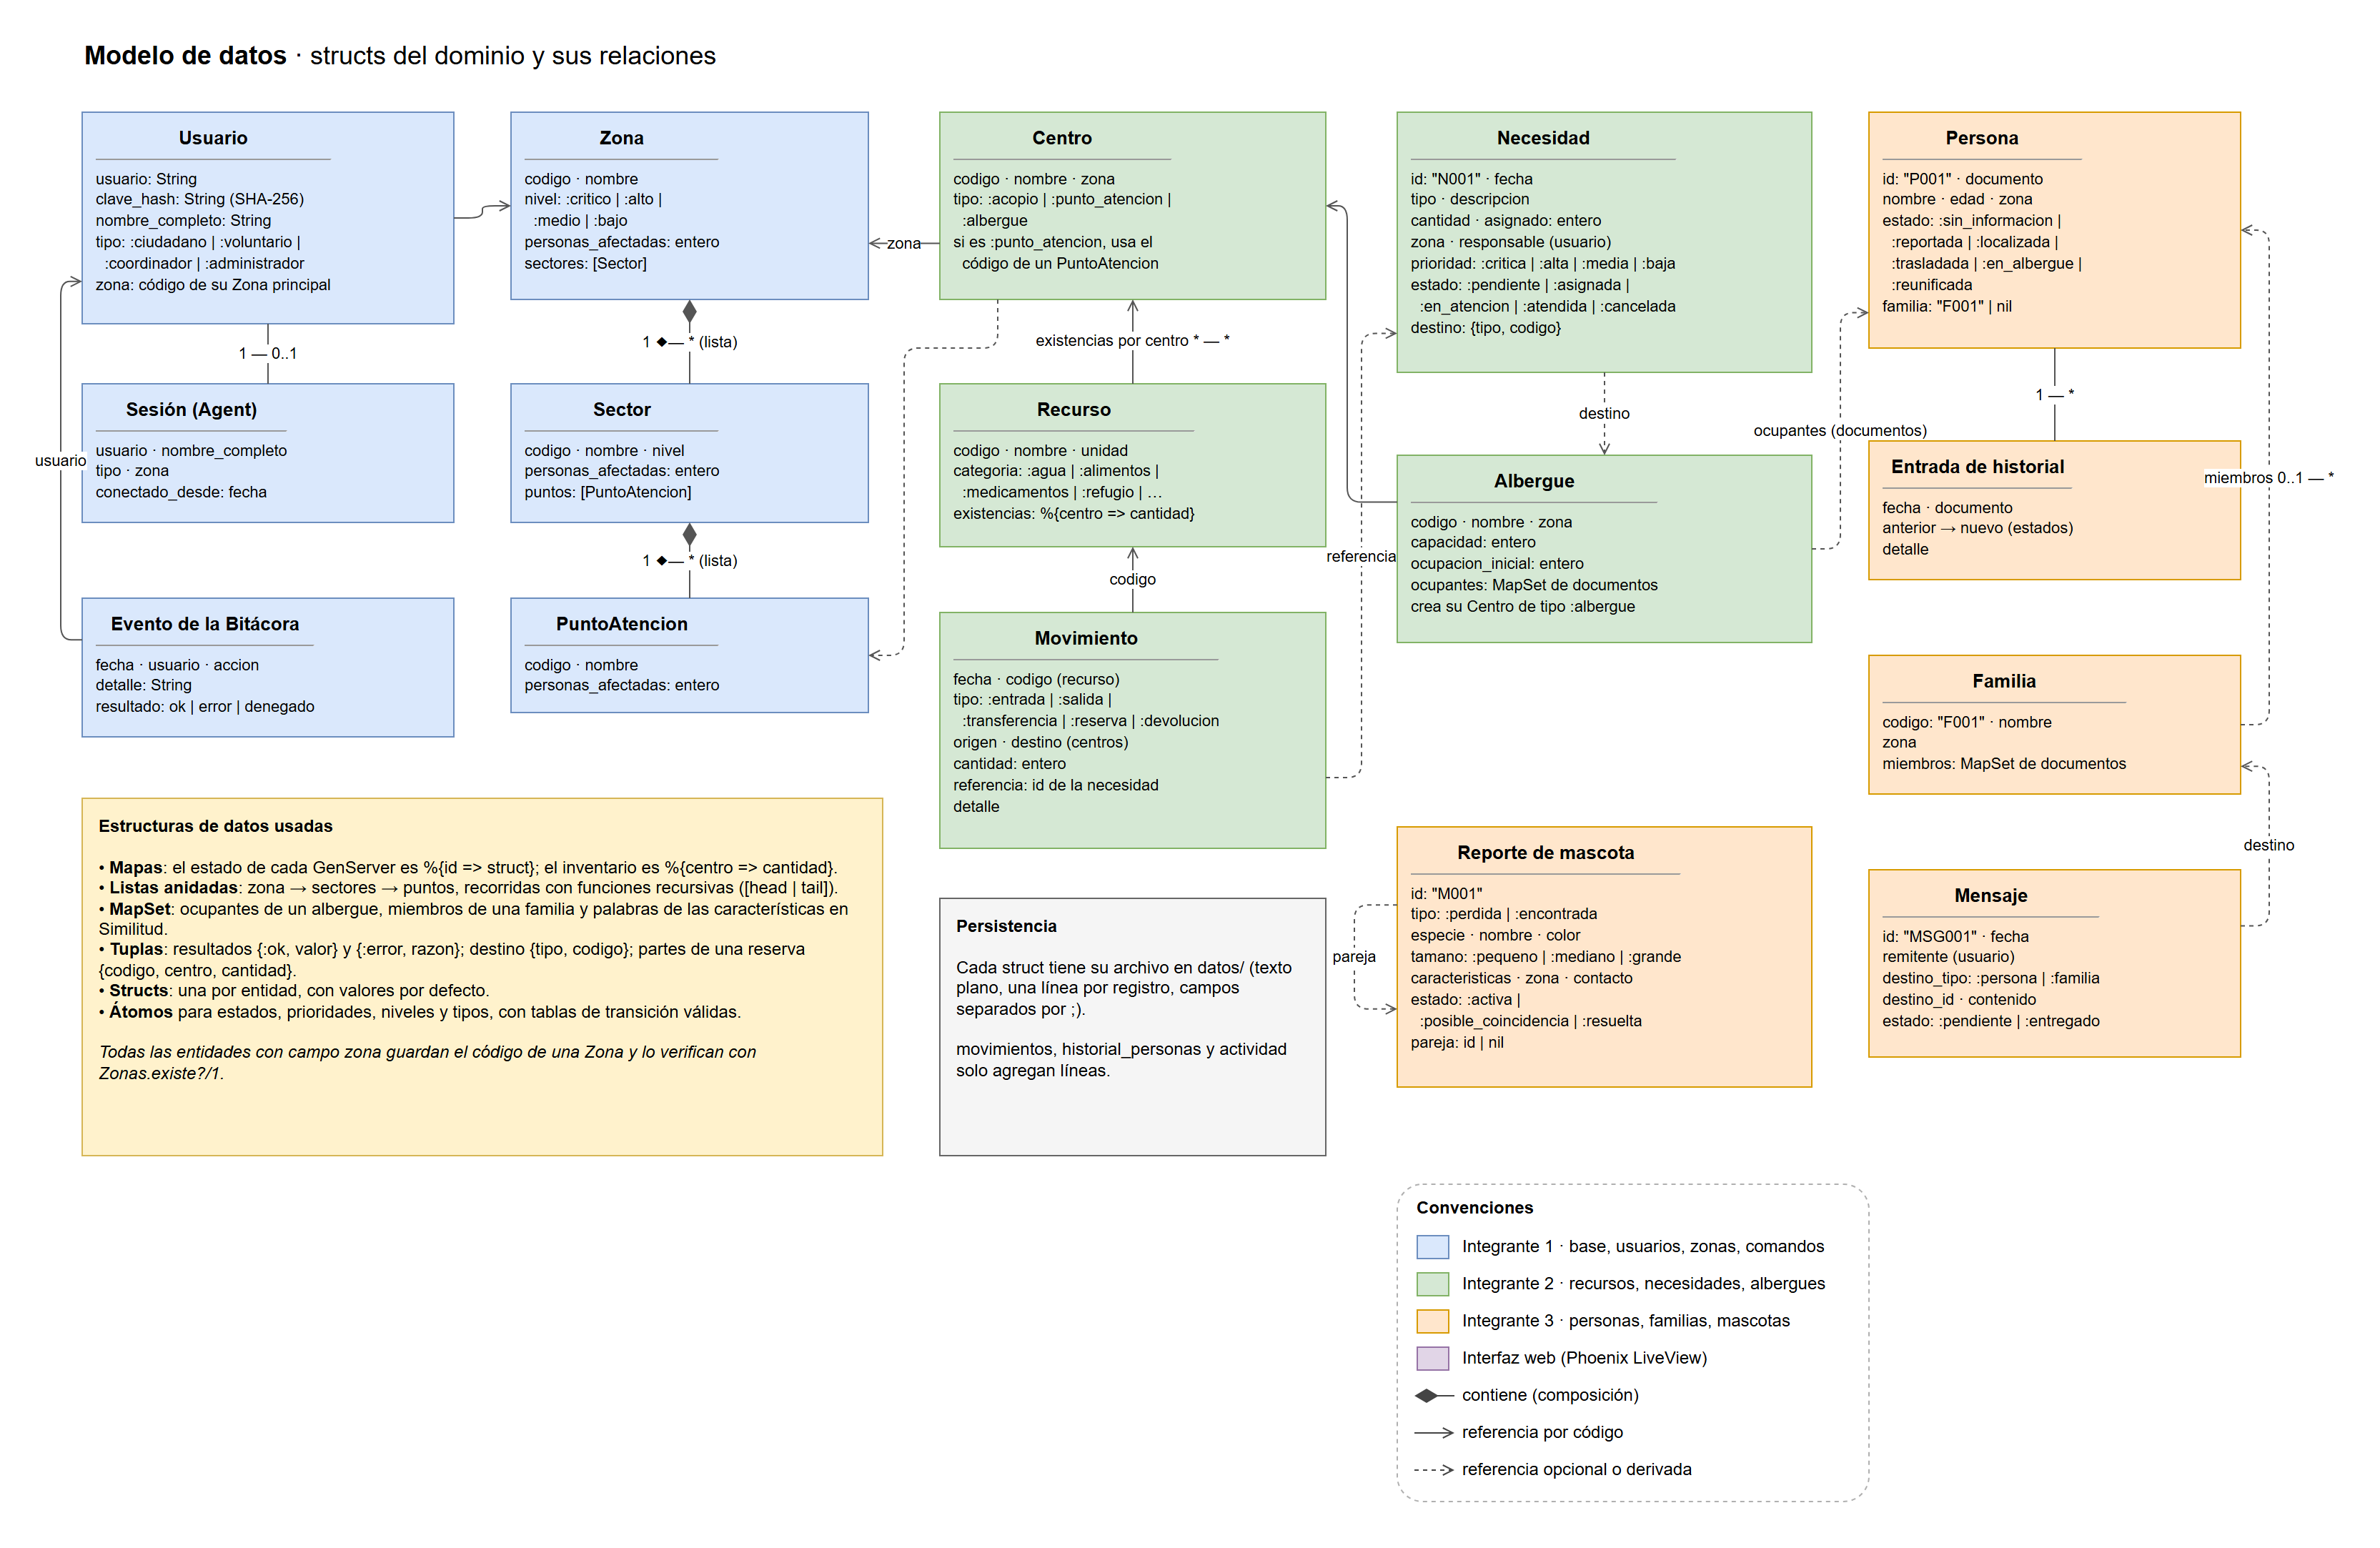 Modelo de datos · structs del dominio y sus relaciones
Usuario
usuario: String
clave_hash: String (SHA-256)
nombre_completo: String
tipo: :ciudadano | :voluntario |
:coordinador | :administrador
zona: código de su Zona principal
1 — 0..1
Sesión (Agent)
usuario · nombre_completo
tipo · zona
conectado_desde: fecha
usuario
Evento de la Bitácora
fecha · usuario · accion
detalle: String
resultado: ok | error | denegado
Zona
codigo · nombre
nivel: :critico | :alto |
:medio | :bajo
personas_afectadas: entero
sectores: [Sector]
1 ◆— * (lista)
Sector
codigo · nombre · nivel
personas_afectadas: entero
puntos: [PuntoAtencion]
1 ◆— * (lista)
PuntoAtencion
codigo · nombre
personas_afectadas: entero
zona
Centro
codigo · nombre · zona
tipo: :acopio | :punto_atencion |
:albergue
si es :punto_atencion, usa el
código de un PuntoAtencion
existencias por centro * — *
Recurso
codigo · nombre · unidad
categoria: :agua | :alimentos |
:medicamentos | :refugio | …
existencias: %{centro => cantidad}
codigo
Movimiento
fecha · codigo (recurso)
tipo: :entrada | :salida |
:transferencia | :reserva | :devolucion
origen · destino (centros)
cantidad: entero
referencia: id de la necesidad
detalle
referencia
Necesidad
id: "N001" · fecha
tipo · descripcion
cantidad · asignado: entero
zona · responsable (usuario)
prioridad: :critica | :alta | :media | :baja
estado: :pendiente | :asignada |
:en_atencion | :atendida | :cancelada
destino: {tipo, codigo}
destino
Albergue
codigo · nombre · zona
capacidad: entero
ocupacion_inicial: entero
ocupantes: MapSet de documentos
crea su Centro de tipo :albergue
ocupantes (documentos)
Persona
id: "P001" · documento
nombre · edad · zona
estado: :sin_informacion |
:reportada | :localizada |
:trasladada | :en_albergue |
:reunificada
familia: "F001" | nil
1 — *
Entrada de historial
fecha · documento
anterior → nuevo (estados)
detalle
miembros 0..1 — *
Familia
codigo: "F001" · nombre
zona
miembros: MapSet de documentos
destino
Mensaje
id: "MSG001" · fecha
remitente (usuario)
destino_tipo: :persona | :familia
destino_id · contenido
estado: :pendiente | :entregado
Reporte de mascota
id: "M001"
tipo: :perdida | :encontrada
especie · nombre · color
tamano: :pequeno | :mediano | :grande
caracteristicas · zona · contacto
estado: :activa |
:posible_coincidencia | :resuelta
pareja: id | nil
pareja
Estructuras de datos usadas
• Mapas: el estado de cada GenServer es %{id => struct}; el inventario es %{centro => cantidad}.
• Listas anidadas: zona → sectores → puntos, recorridas con funciones recursivas ([head | tail]).
• MapSet: ocupantes de un albergue, miembros de una familia y palabras de las características en
Similitud.
• Tuplas: resultados {:ok, valor} y {:error, razon}; destino {tipo, codigo}; partes de una reserva
{codigo, centro, cantidad}.
• Structs: una por entidad, con valores por defecto.
• Átomos para estados, prioridades, niveles y tipos, con tablas de transición válidas.
Todas las entidades con campo zona guardan el código de una Zona y lo verifican con
Zonas.existe?/1.
Persistencia
Cada struct tiene su archivo en datos/ (texto
plano, una línea por registro, campos
separados por ;).
movimientos, historial_personas y actividad
solo agregan líneas.
Convenciones
Integrante 1 · base, usuarios, zonas, comandos
Integrante 2 · recursos, necesidades, albergues
Integrante 3 · personas, familias, mascotas
Interfaz web (Phoenix LiveView)
contiene (composición)
referencia por código
referencia opcional o derivada